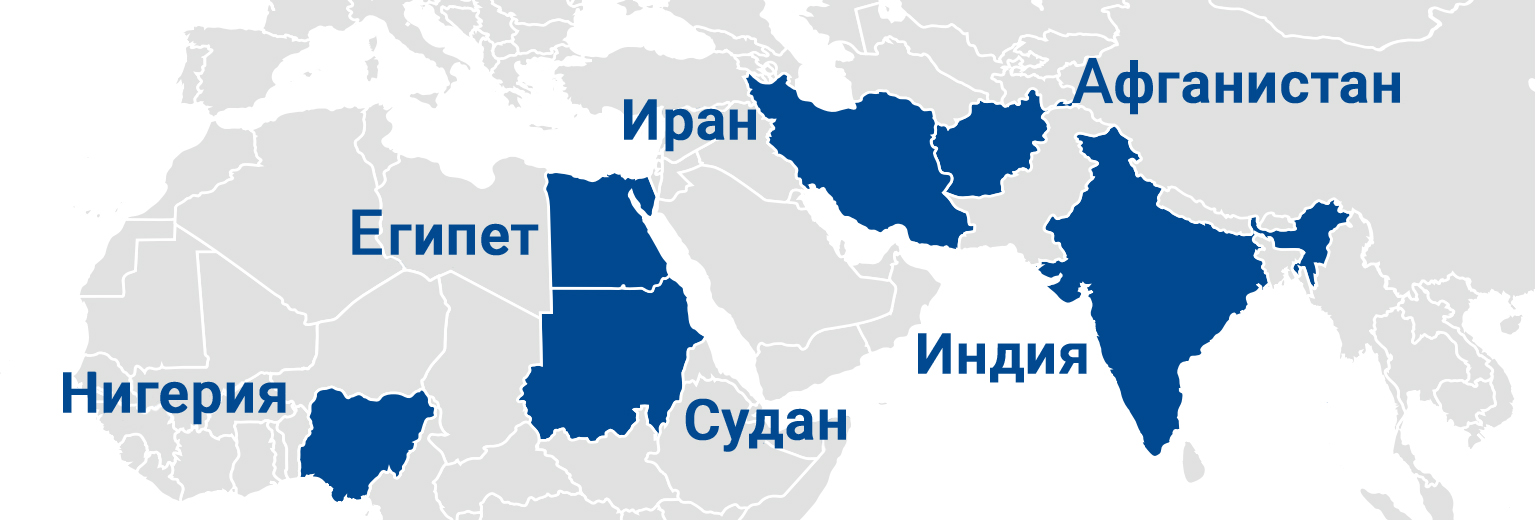 Афганистан
Иран
Египет
Индия
Нигерия
Судан